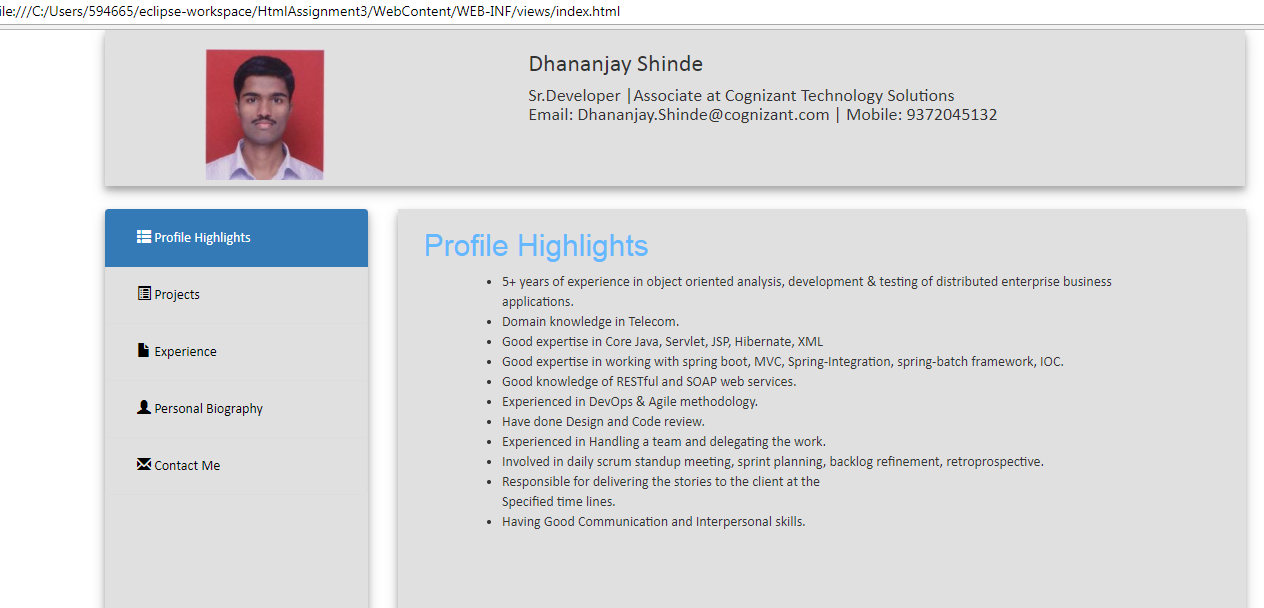 ile:///C:/Users/594665/eclipse-workspace/HtmlAssignment3/WebContent/WEB-INF/views/index.html
Dhananjay Shinde
Sr.Developer |Associate at Cognizant Technology Solutions
Email: Dhananjay.Shinde@cognizant.com | Mobile: 9372045132
Profile Highlights
Projects
Experience
Personal Biography
Contact Me
Profile Highlights
• 5+ years of experience in object oriented analysis, development & testing of distributed enterprise business
applications.
• Domain knowledge in Telecom.
• Good expertise in Core Java, Servlet, JSP, Hibernate, XML
• Good expertise in working with spring boot, MVC, Spring-Integration, spring-batch framework, IOC.
• Good knowledge of RESTful and SOAP web services.
• Experienced in DevOps & Agile methodology.
• Have done Design and Code review.
• Experienced in Handling a team and delegating the work.
• Involved in daily scrum standup meeting, sprint planning, backlog refinement, retroprospective.
• Responsible for delivering the stories to the client at the
Specified time lines.
• Having Good Communication and Interpersonal skills.